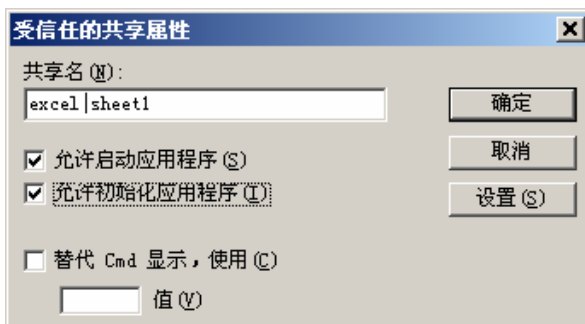 受信任的共享属性
共享名(N):
excel|sheet1
确定
允许启动应用程序(S)
取消
允许初始化应用程序(I)
设置(S)
替代 Cmd 显示，使用(C)
值(V)